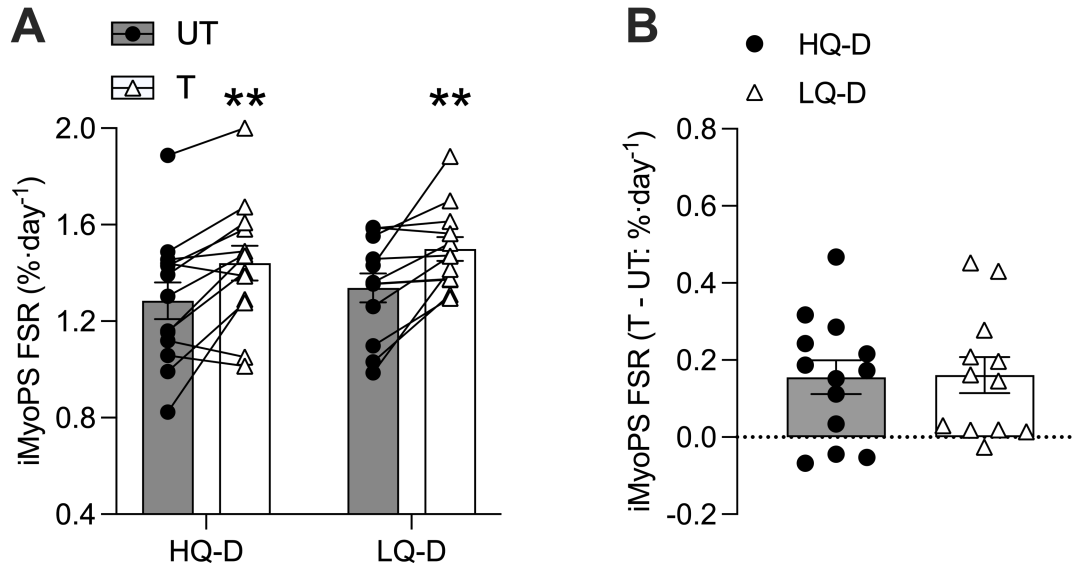 A
UT
T
**
**
iMyoPS FSR (%·day⁻¹)
2.0
1.6
1.2
0.8
0.4
HQ-D
LQ-D
B
HQ-D
LQ-D
iMyoPS FSR (T - UT: %·day⁻¹)
0.8
0.6
0.4
0.2
0.0
-0.2